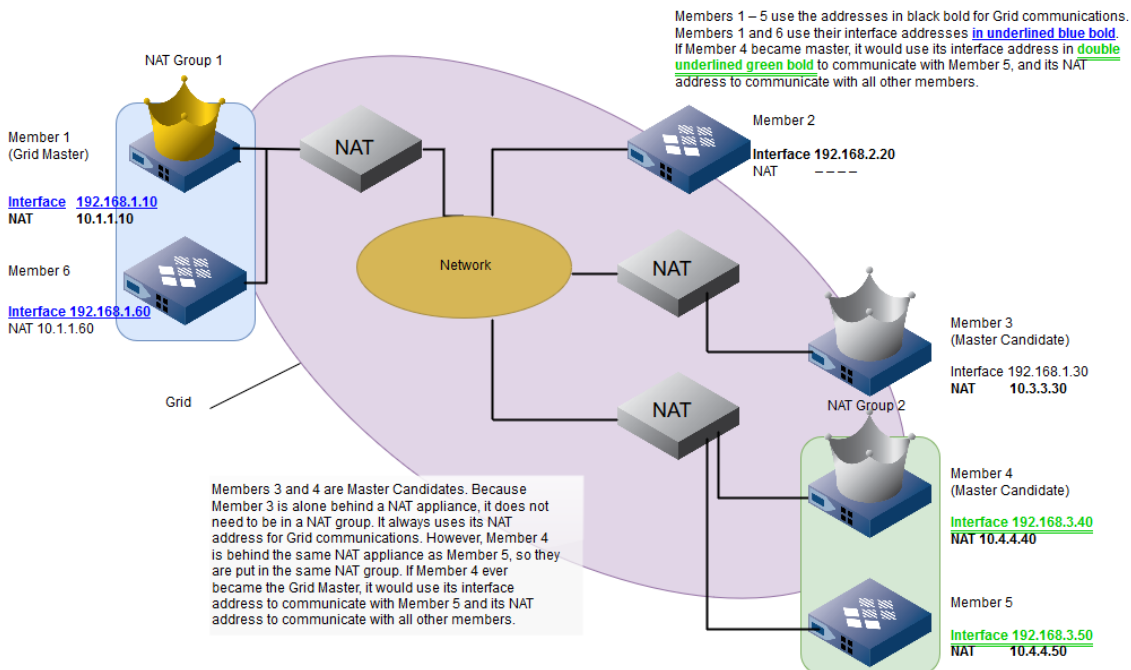 Members 1 – 5 use the addresses in black bold for Grid communications.
Members 1 and 6 use their interface addresses in underlined blue bold.
If Member 4 became master, it would use its interface address in double
underlined green bold to communicate with Member 5, and its NAT
address to communicate with all other members.
NAT Group 1
Member 1
(Grid Master)
Interface 192.168.1.10
NAT 10.1.1.10
Member 6
Interface 192.168.1.60
NAT 10.1.1.60
NAT
Member 2
Interface 192.168.2.20
NAT – – – –
Network
NAT
Member 3
(Master Candidate)
Interface 192.168.1.30
NAT 10.3.3.30
Grid
NAT
NAT Group 2
Member 4
(Master Candidate)
Interface 192.168.3.40
NAT 10.4.4.40
Member 5
Interface 192.168.3.50
NAT 10.4.4.50
Members 3 and 4 are Master Candidates. Because
Member 3 is alone behind a NAT appliance, it does not
need to be in a NAT group. It always uses its NAT
address for Grid communications. However, Member 4
is behind the same NAT appliance as Member 5, so they
are put in the same NAT group. If Member 4 ever
became the Grid Master, it would use its interface
address to communicate with Member 5 and its NAT
address to communicate with all other members.